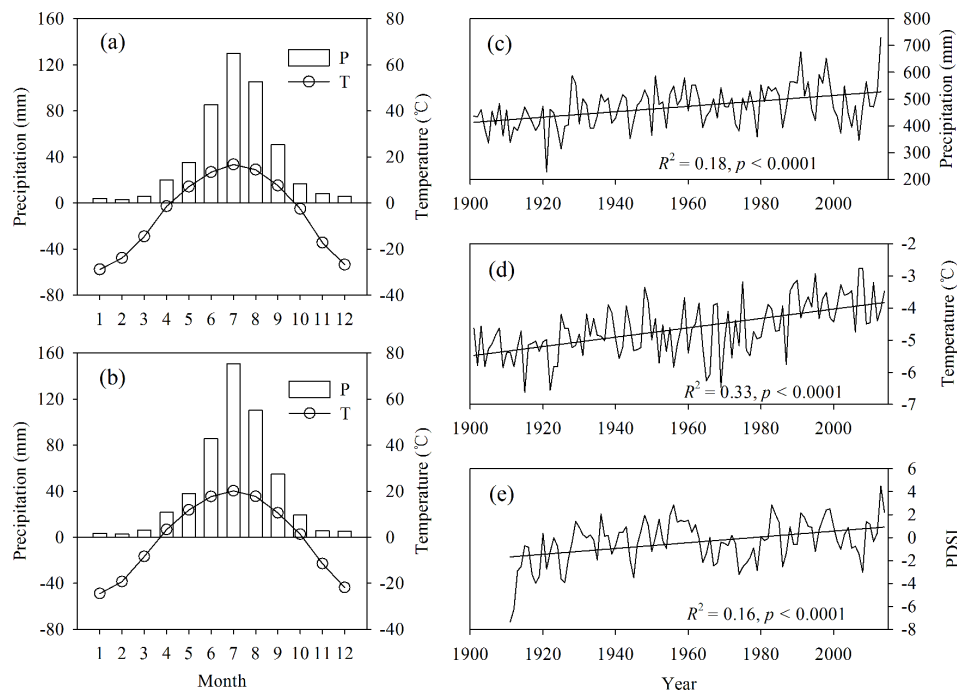 160
120
80
40
0
-40
-80
Precipitation (mm)
(a)
P
T
80
60
40
20
0
-20
-40
Temperature (℃)
1 2 3 4 5 6 7 8 9 10 11 12
160
120
80
40
0
-40
-80
Precipitation (mm)
(b)
P
T
80
60
40
20
0
-20
-40
Temperature (℃)
1 2 3 4 5 6 7 8 9 10 11 12
Month
(c)
R² = 0.18, p < 0.0001
800
700
600
500
400
300
200
Precipitation (mm)
1900 1920 1940 1960 1980 2000
(d)
R² = 0.33, p < 0.0001
-2
-3
-4
-5
-6
-7
Temperature (℃)
1900 1920 1940 1960 1980 2000
(e)
R² = 0.16, p < 0.0001
6
4
2
0
-2
-4
-6
-8
PDSI
1900 1920 1940 1960 1980 2000
Year